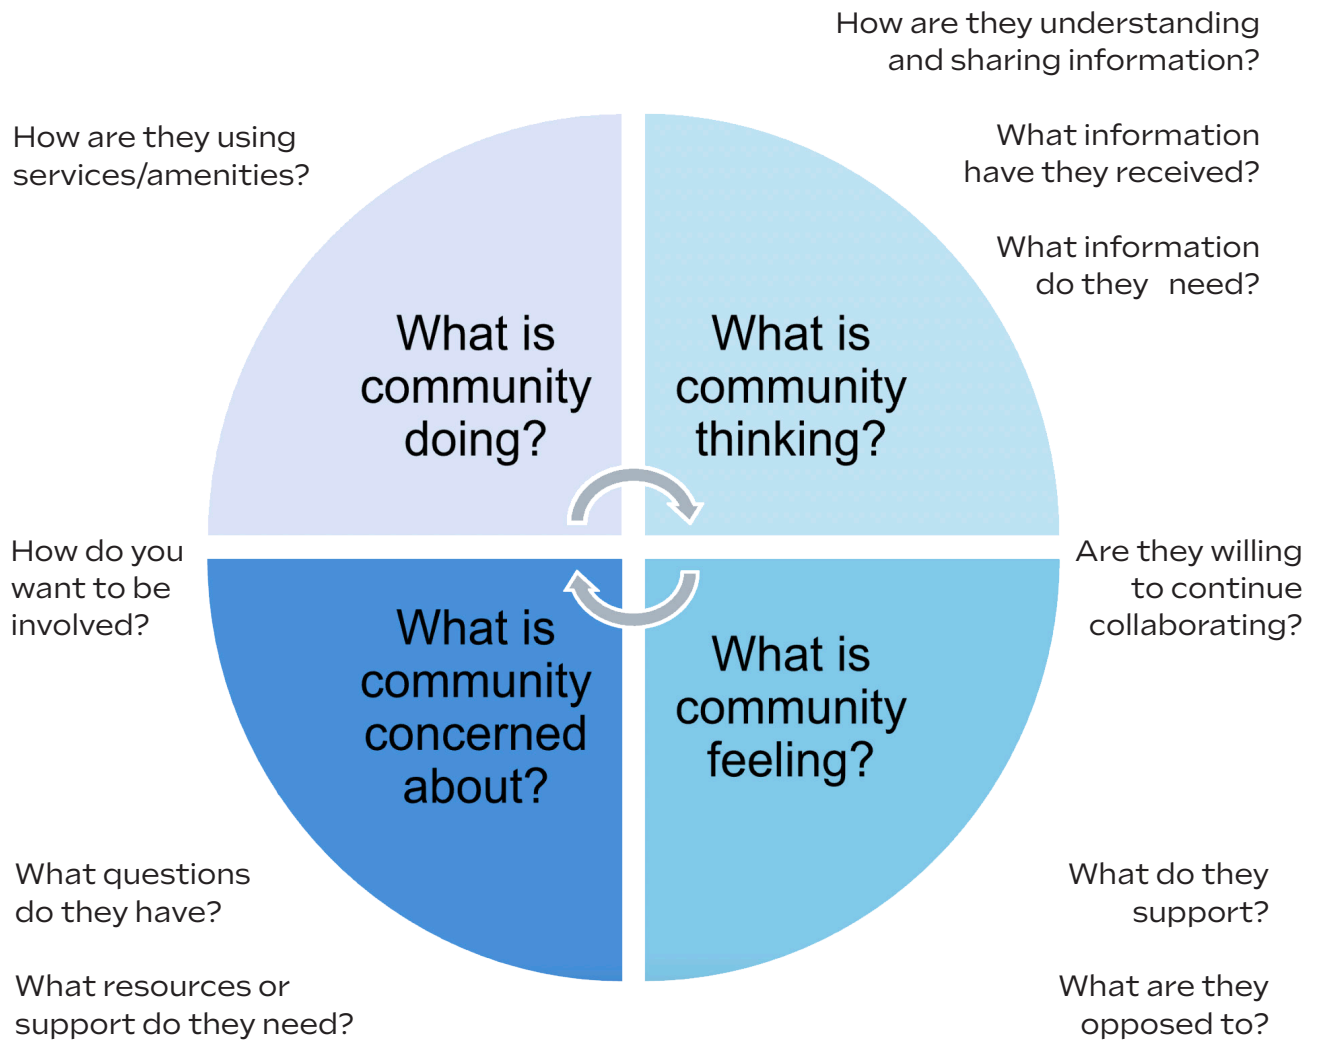 How are they understanding
and sharing information?
How are they using
services/amenities?
What information
have they received?
What information
do they need?
What is
community
doing?
What is
community
thinking?
How do you
want to be
involved?
Are they willing
to continue
collaborating?
What is
community
concerned
about?
What is
community
feeling?
What questions
do they have?
What resources or
support do they need?
What do they
support?
What are they
opposed to?